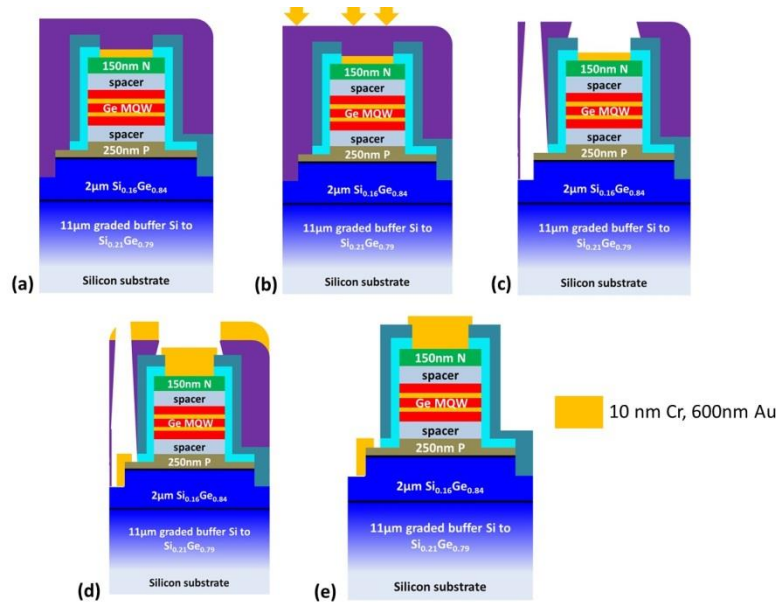 150nm N
spacer
Ge MQW
spacer
250nm P
2μm Si0.16Ge0.84
11μm graded buffer Si to
Si0.21Ge0.79
Silicon substrate
(a)
150nm N
spacer
Ge MQW
spacer
250nm P
2μm Si0.16Ge0.84
11μm graded buffer Si to
Si0.21Ge0.79
Silicon substrate
(b)
150nm N
spacer
Ge MQW
spacer
250nm P
2μm Si0.16Ge0.84
11μm graded buffer Si to
Si0.21Ge0.79
Silicon substrate
(c)
150nm N
spacer
Ge MQW
spacer
250nm P
2μm Si0.16Ge0.84
11μm graded buffer Si to
Si0.21Ge0.79
Silicon substrate
(d)
150nm N
spacer
Ge MQW
spacer
250nm P
2μm Si0.16Ge0.84
11μm graded buffer Si to
Si0.21Ge0.79
Silicon substrate
(e)
10 nm Cr, 600nm Au